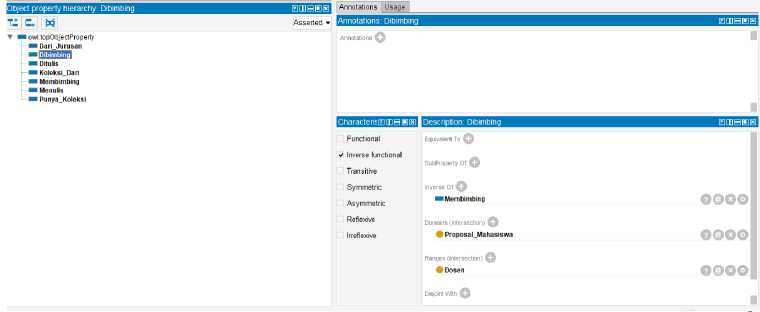 Object property hierarchy: Dibimbing
Asserted
owl:topObjectProperty
Dari_Jurusan
Dibimbing
Ditulis
Koleksi_Dari
Membimbing
Menulis
Punya_Koleksi
Annotations Usage
Annotations: Dibimbing
Annotations
Characteri
Functional
Inverse functional
Transitive
Symmetric
Asymmetric
Reflexive
Irreflexive
Description: Dibimbing
Equivalent To
SubProperty Of
Inverse Of
Membimbing
Domains (intersection)
Proposal_Mahasiswa
Ranges (intersection)
Dosen
Disjoint With